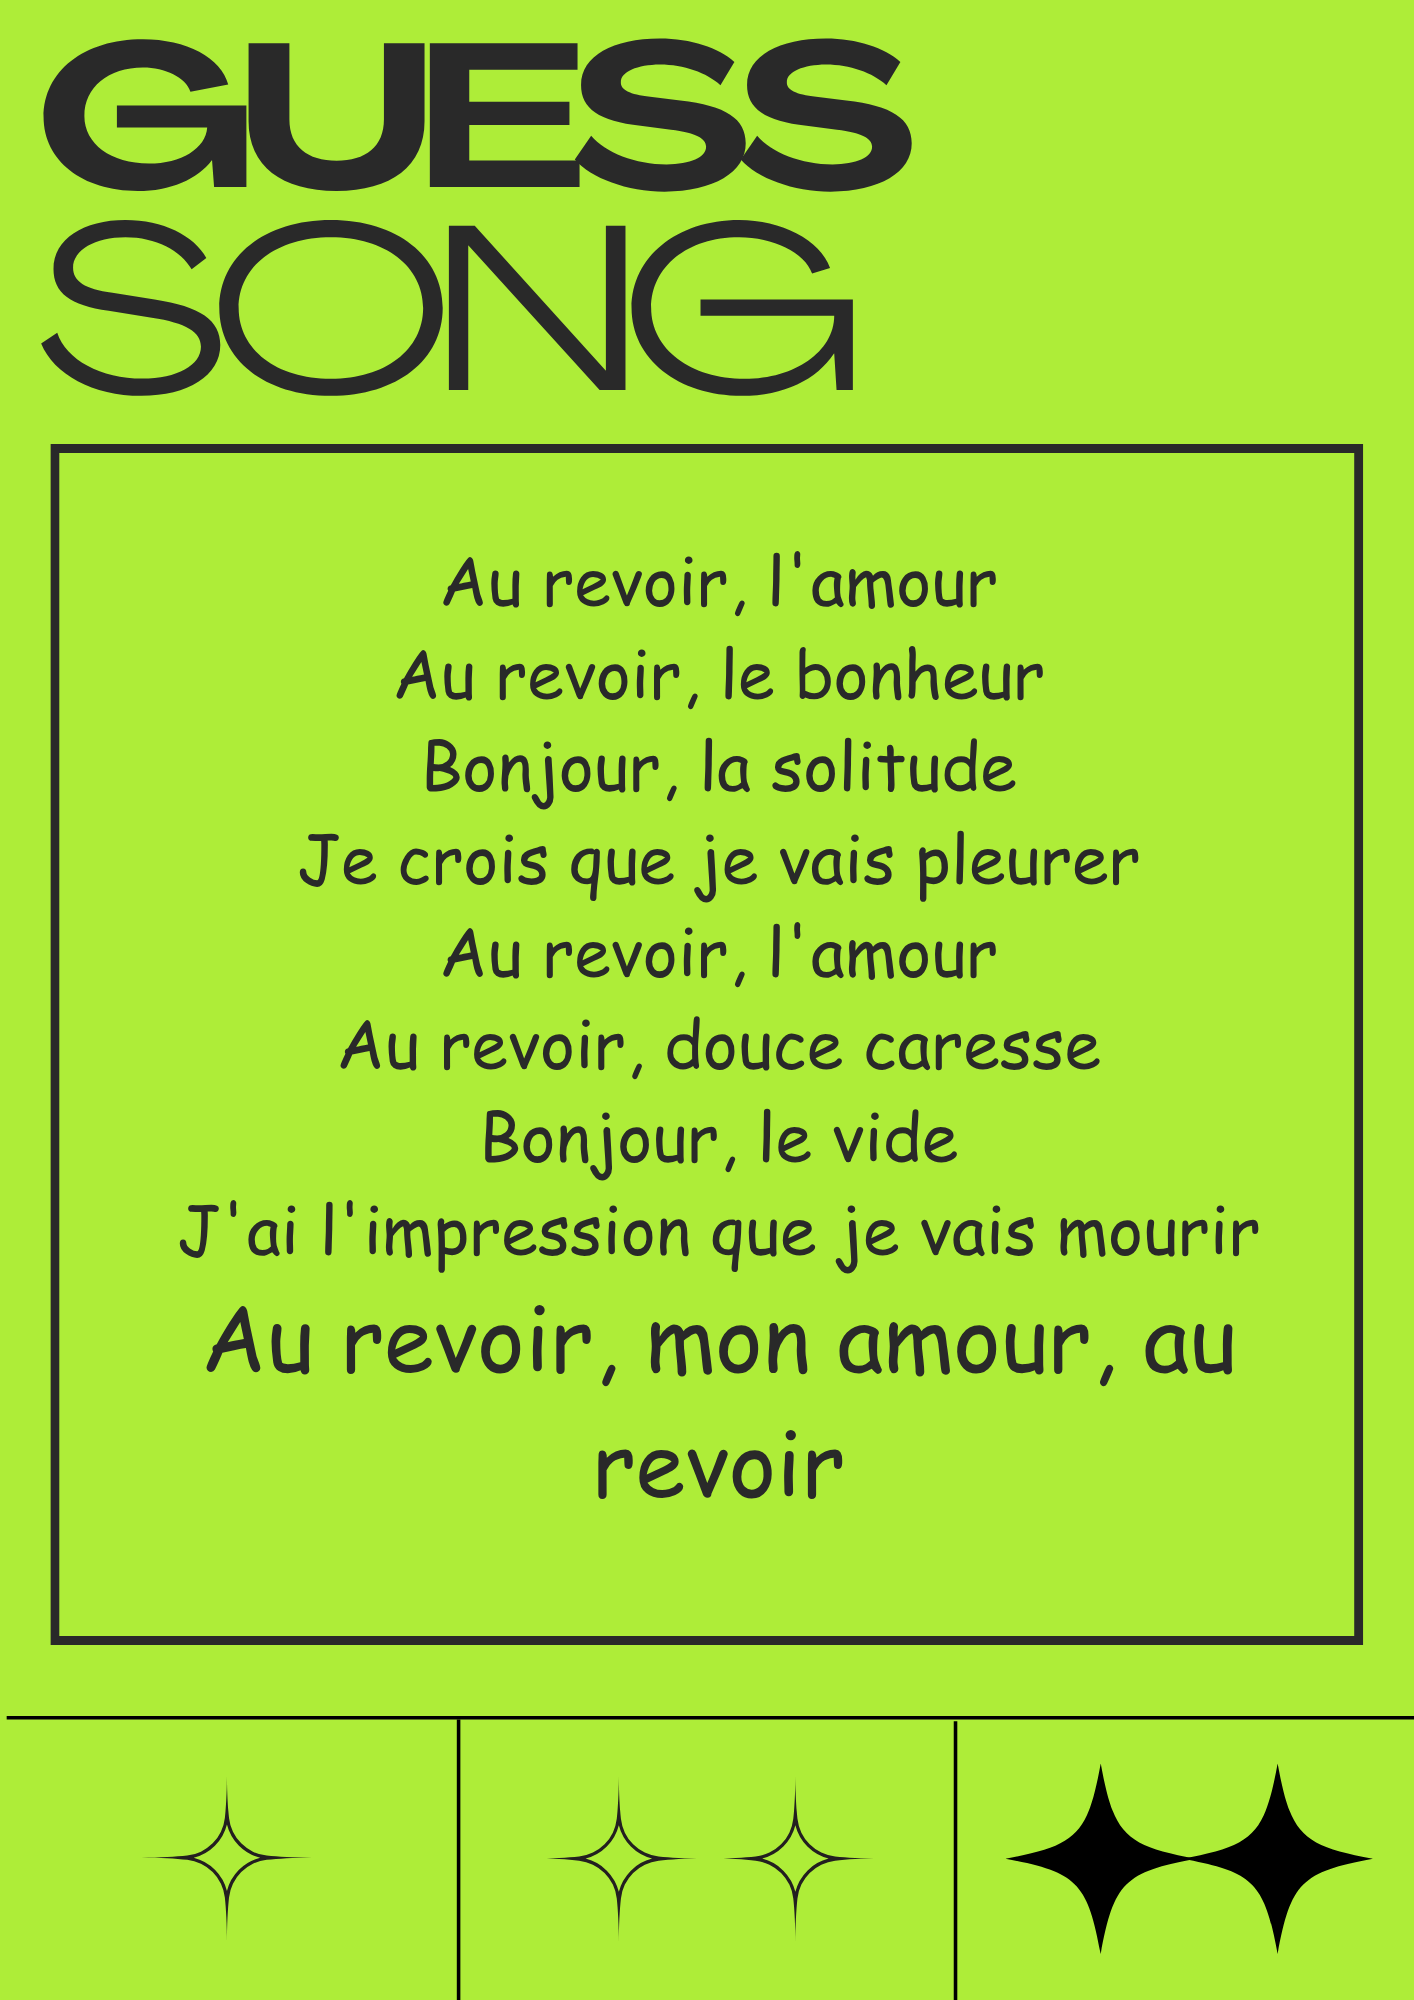 GUESS
SONG
Au revoir, l'amour
Au revoir, le bonheur
Bonjour, la solitude
Je crois que je vais pleurer
Au revoir, l'amour
Au revoir, douce caresse
Bonjour, le vide
J'ai l'impression que je vais mourir
Au revoir, mon amour, au
revoir